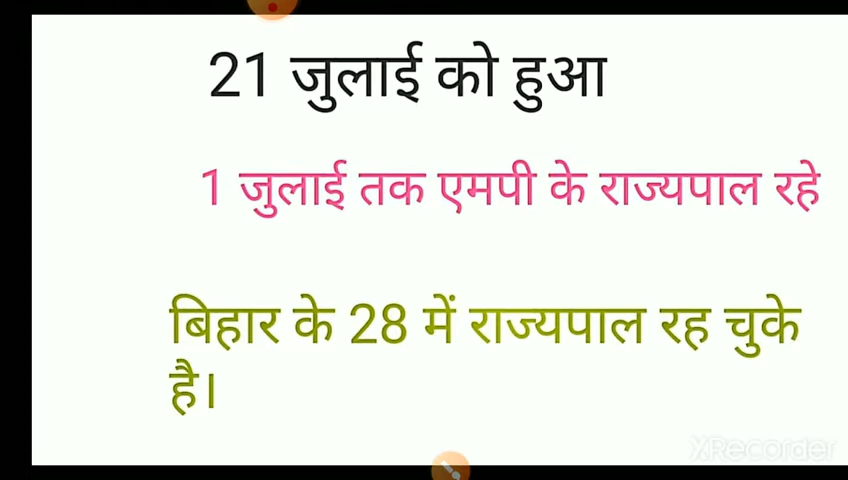 21 जुलाई को हुआ
1 जुलाई तक एमपी के राज्यपाल रहे
बिहार के 28 में राज्यपाल रह चुके
है।
XRecorder